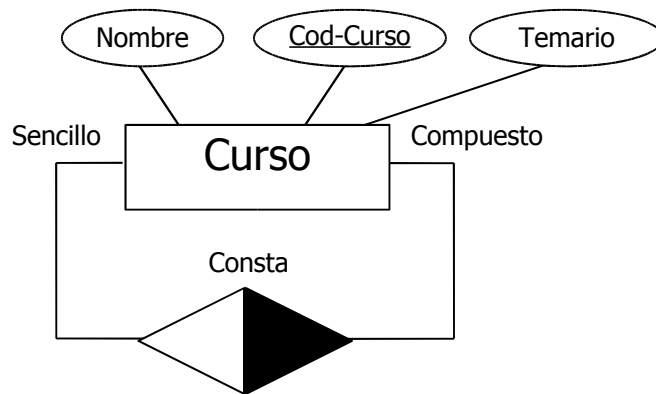 Nombre
Cod-Curso
Temario
Sencillo
Curso
Compuesto
Consta